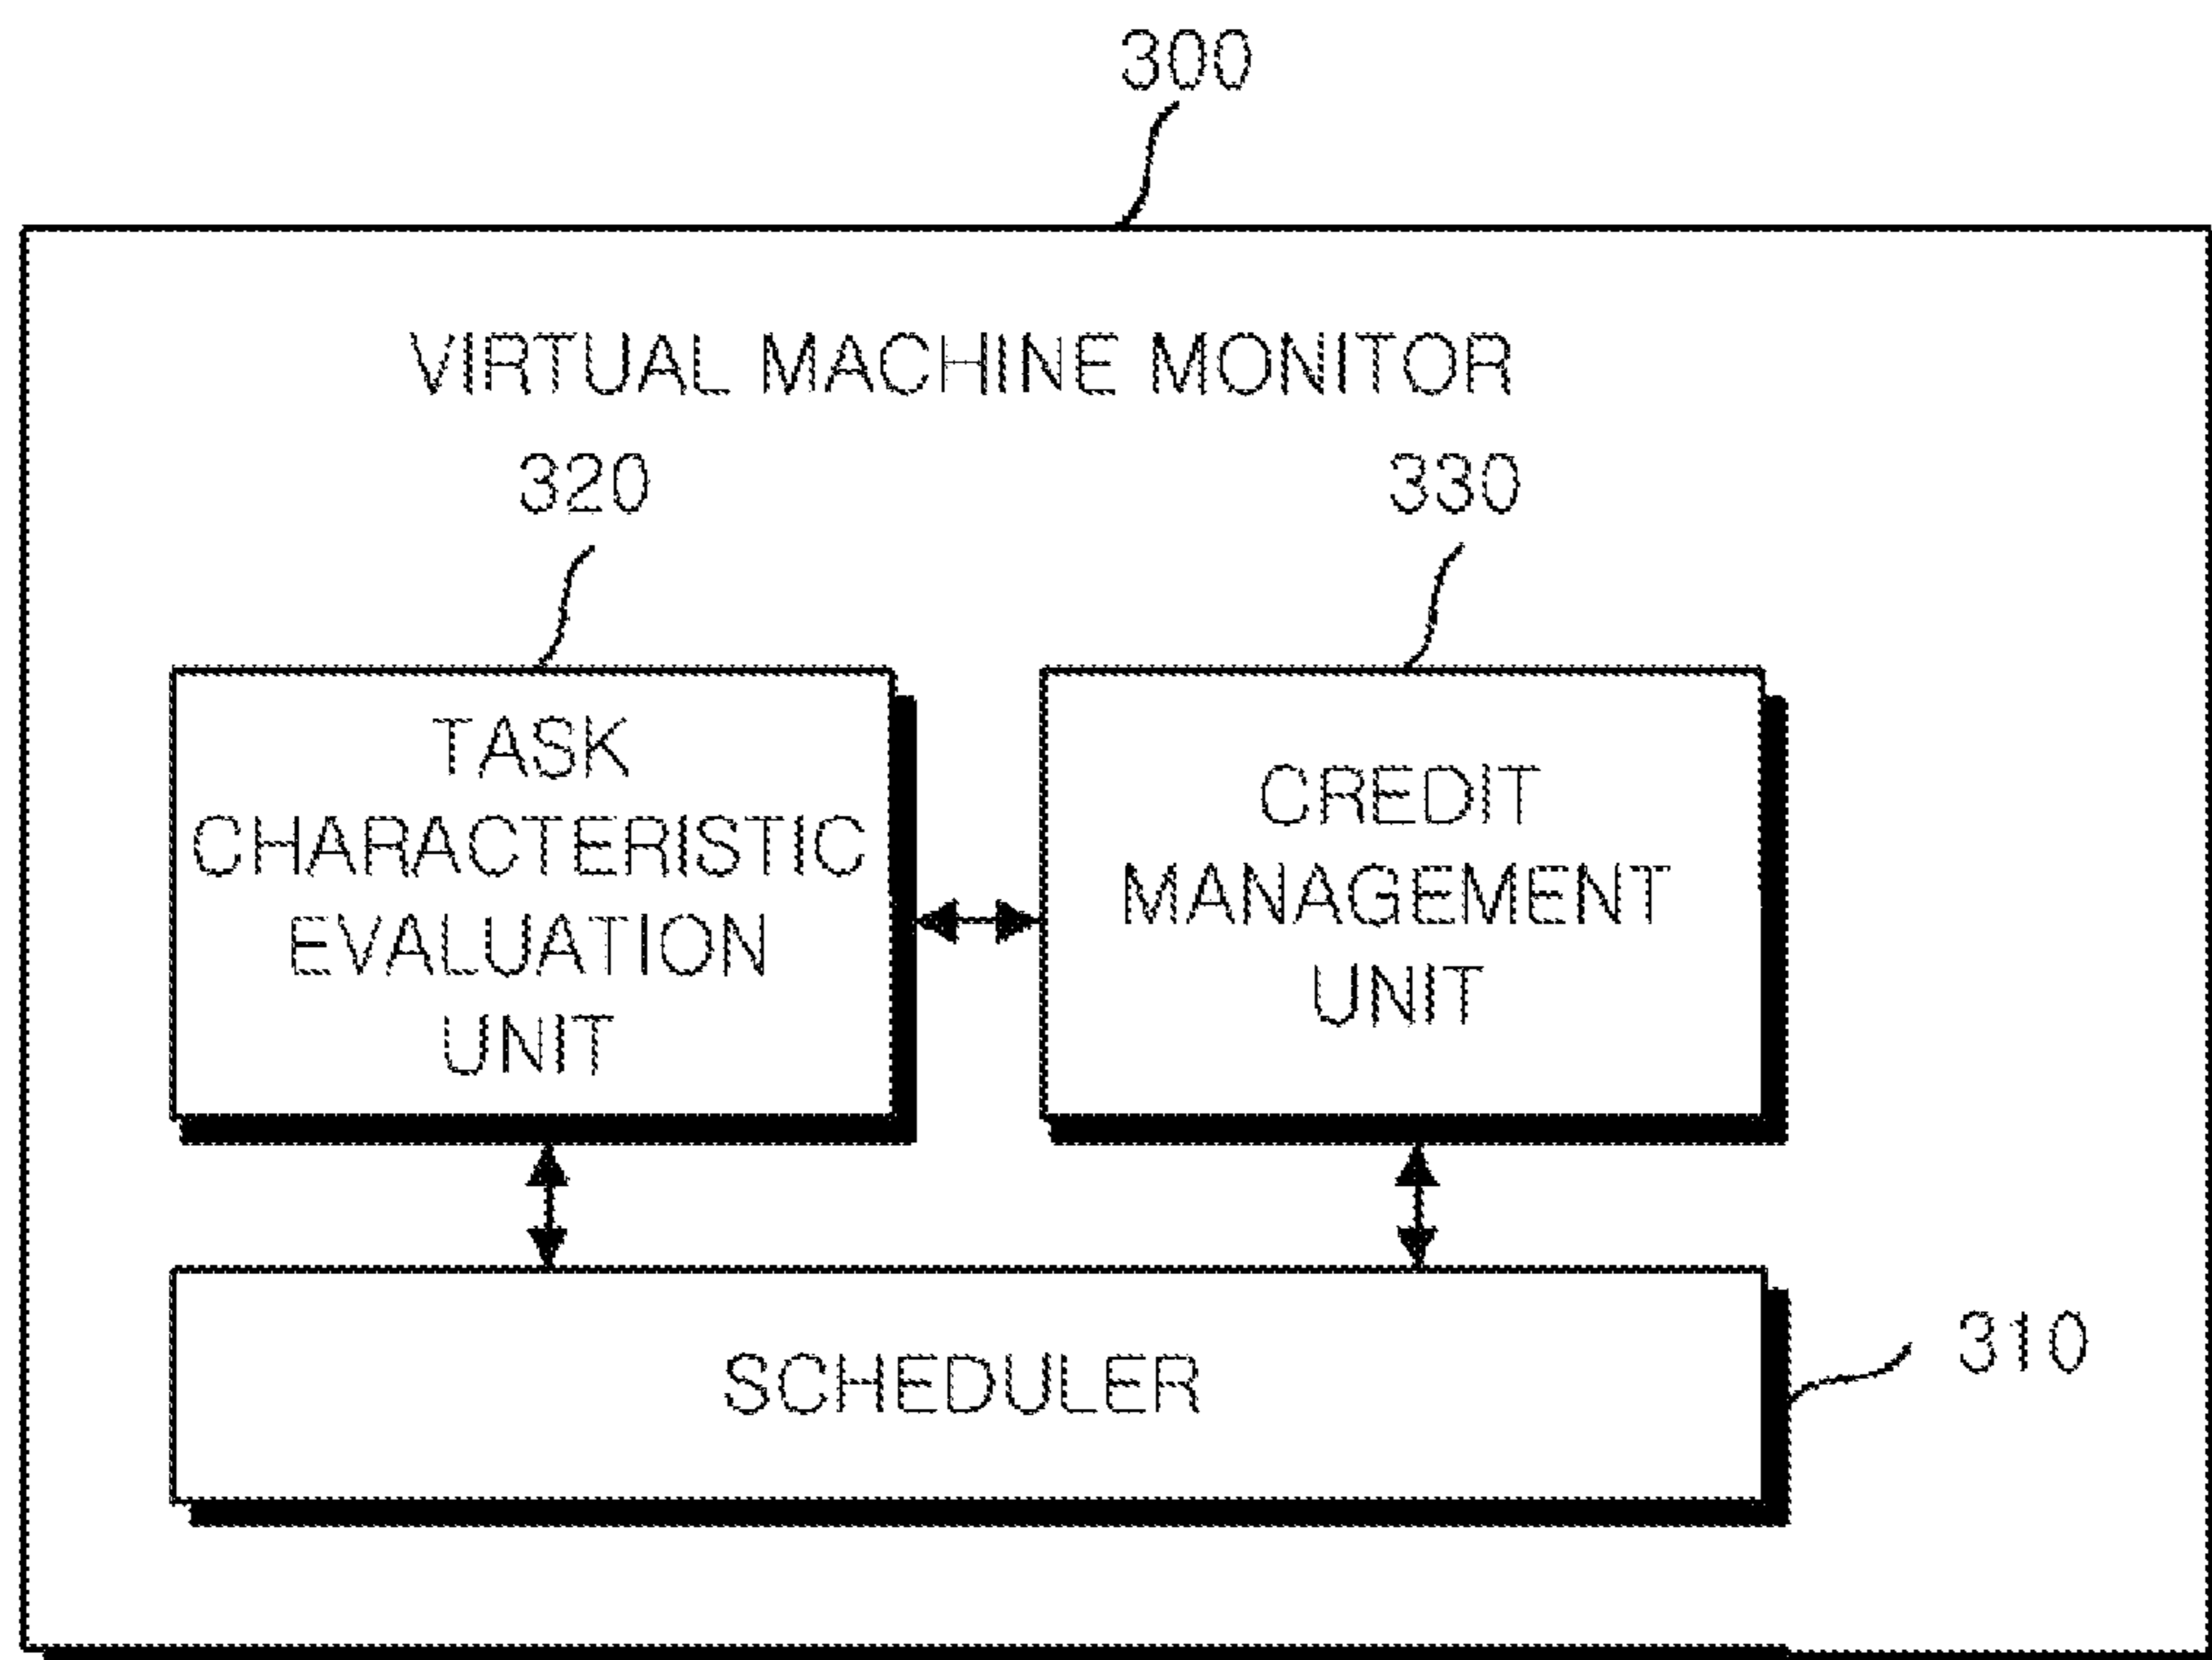 300
VIRTUAL MACHINE MONITOR
320
330
TASK
CHARACTERISTIC
EVALUATION
UNIT
CREDIT
MANAGEMENT
UNIT
SCHEDULER
310